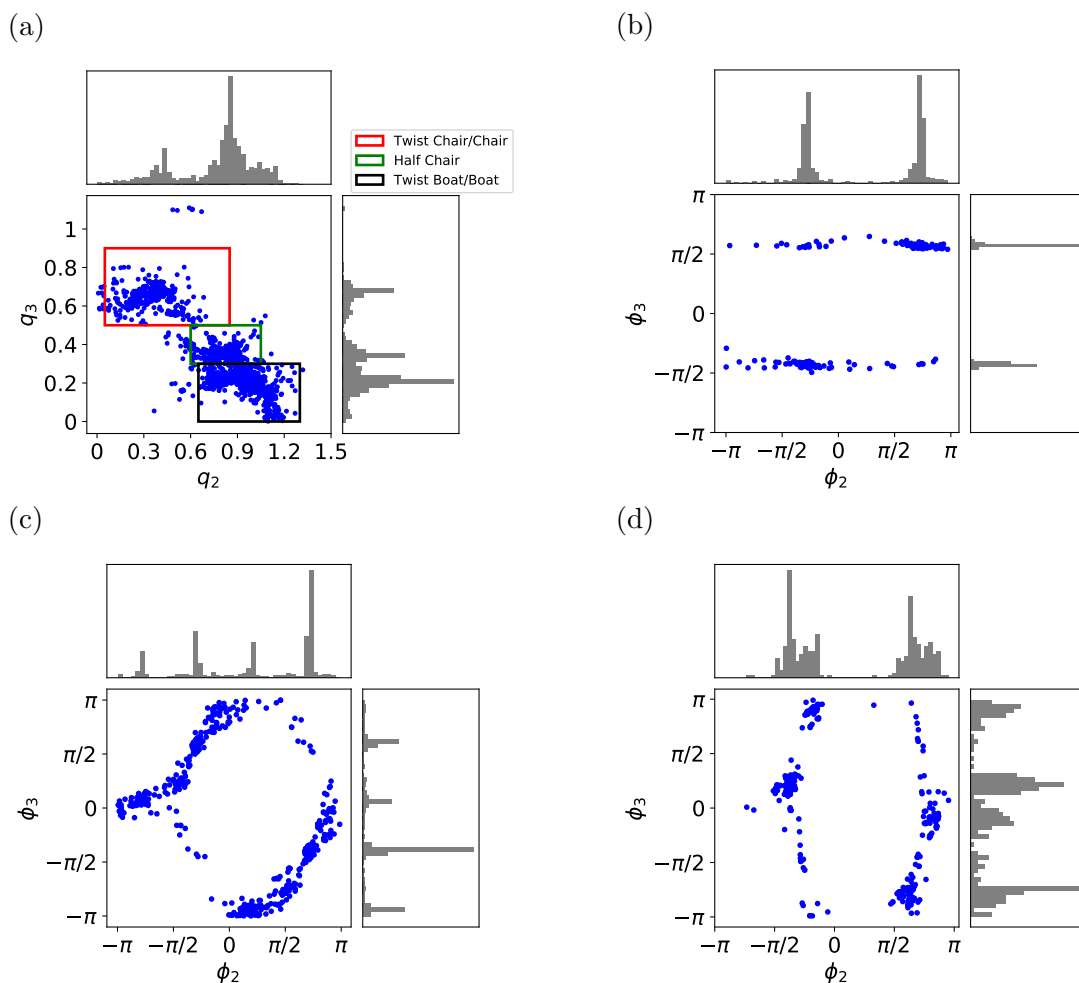 (a)
Twist Chair/Chair
Half Chair
Twist Boat/Boat
1
0.8
0.6
0.4
0.2
0
q₃
0 0.3 0.6 0.9 1.2 1.5
q₂
(b)
π
π/2
0
−π/2
−π
ϕ₃
−π −π/2 0 π/2 π
ϕ₂
(c)
π
π/2
0
−π/2
−π
ϕ₃
−π −π/2 0 π/2 π
ϕ₂
(d)
π
π/2
0
−π/2
−π
ϕ₃
−π −π/2 0 π/2 π
ϕ₂